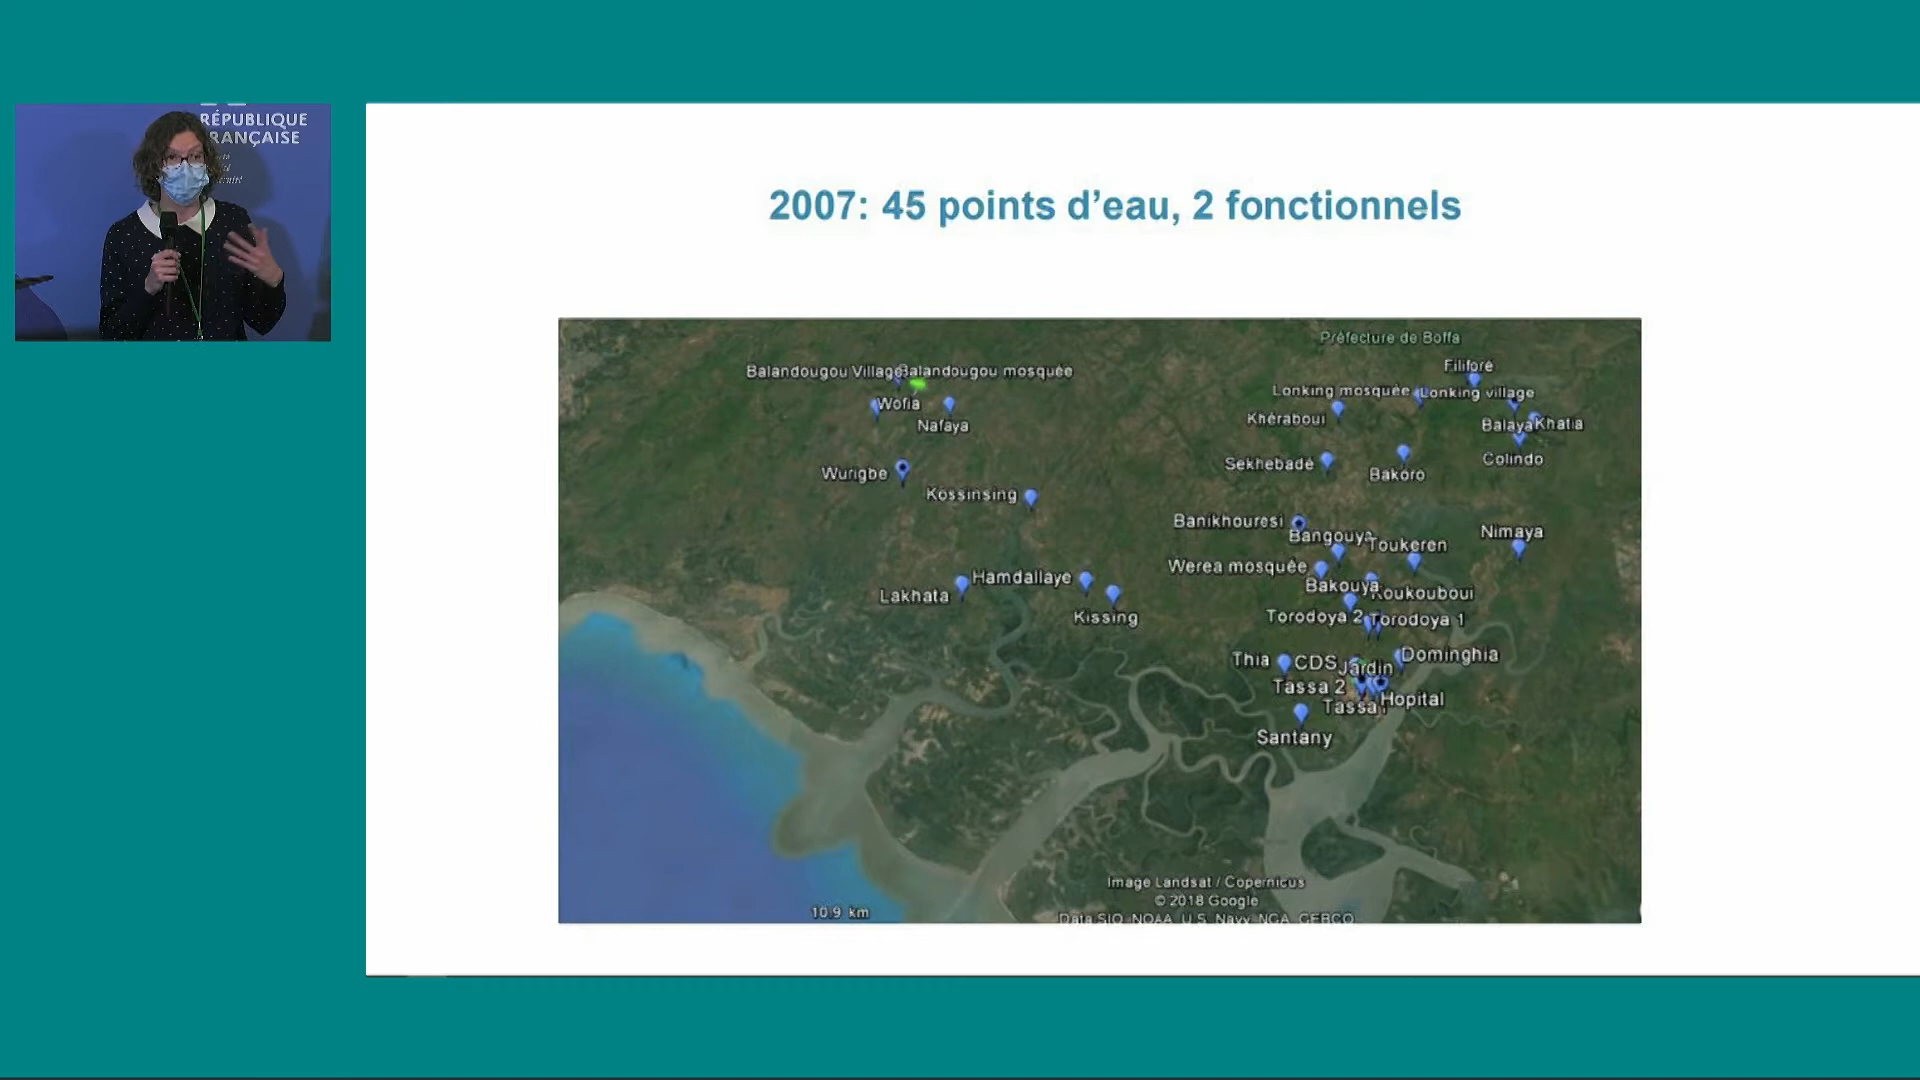 RÉPUBLIQUE
FRANÇAISE
2007: 45 points d'eau, 2 fonctionnels
Préfecture de Boffa
Balandougou Village
Balandougou mosquée
Filiforé
Lonking mosquée
Lonking village
Wofia
Khéraboui
Nafaya
Balaya
Khatia
Sekhebadé
Colindo
Wurigbe
Bakoro
Kossinsing
Banikhouresi
Bangouya
Toukeren
Nimaya
Werea mosquée
Hamdallaye
Bakouya
Koukouboui
Lakhata
Kissing
Torodoya 2
Torodoya 1
Thia
CDS
Jardin
Dominghia
Tassa 2
Tassa 1
Hopital
Santany
Image Landsat / Copernicus
© 2018 Google
10.9 km
Data SIO, NOAA, U.S. Navy, NGA, GEBCO